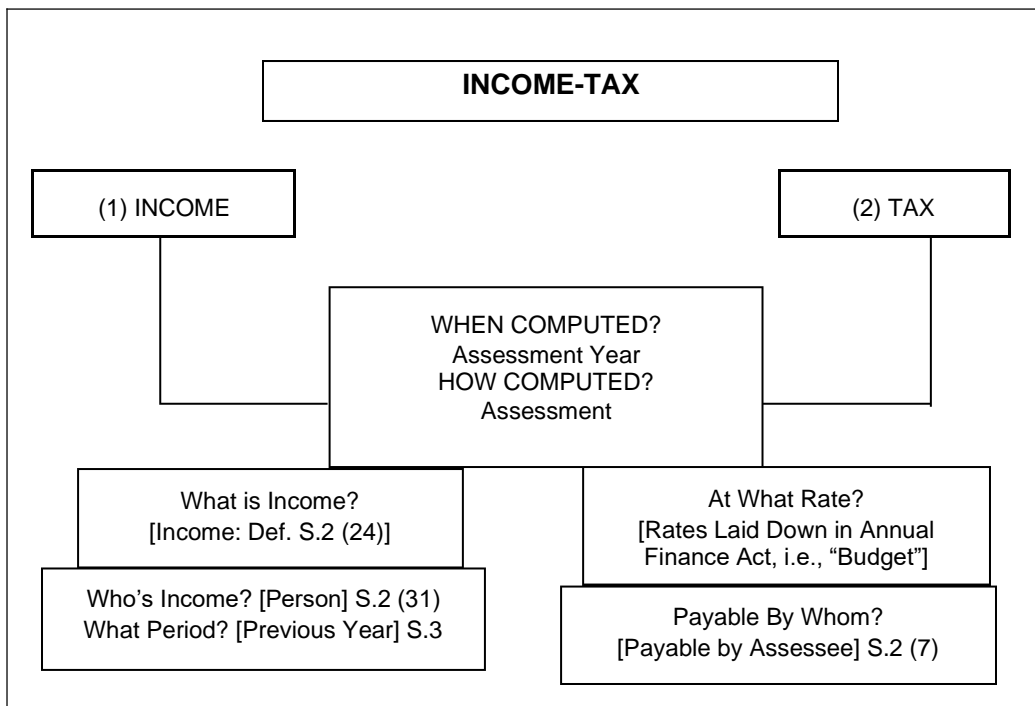 INCOME-TAX
(1) INCOME
(2) TAX
WHEN COMPUTED?
Assessment Year
HOW COMPUTED?
Assessment
What is Income?
[Income: Def. S.2 (24)]
Who's Income? [Person] S.2 (31)
What Period? [Previous Year] S.3
At What Rate?
[Rates Laid Down in Annual
Finance Act, i.e., “Budget”]
Payable By Whom?
[Payable by Assessee] S.2 (7)